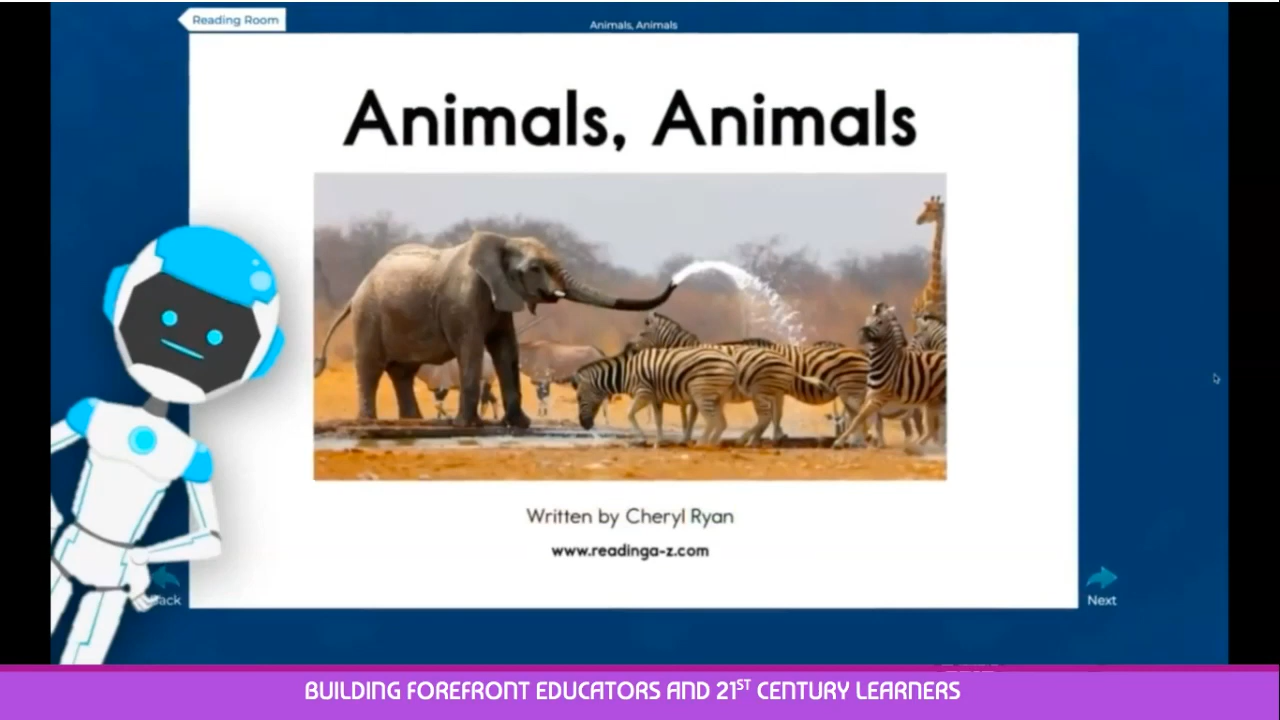 Reading Room
Animals, Animals
Animals, Animals
Written by Cheryl Ryan
www.readinga-z.com
Back
Next
BUILDING FOREFRONT EDUCATORS AND 21ST CENTURY LEARNERS